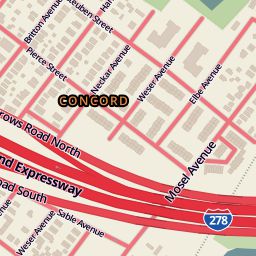 euben Street
Britton Avenue
Pierce Street
Neckar Avenue
Weser Avenue
Elbe Avenue
CONCORD
rows Road North
Mosel Avenue
nd Expressway
oad South
278
Sable Avenue
Weser Avenue